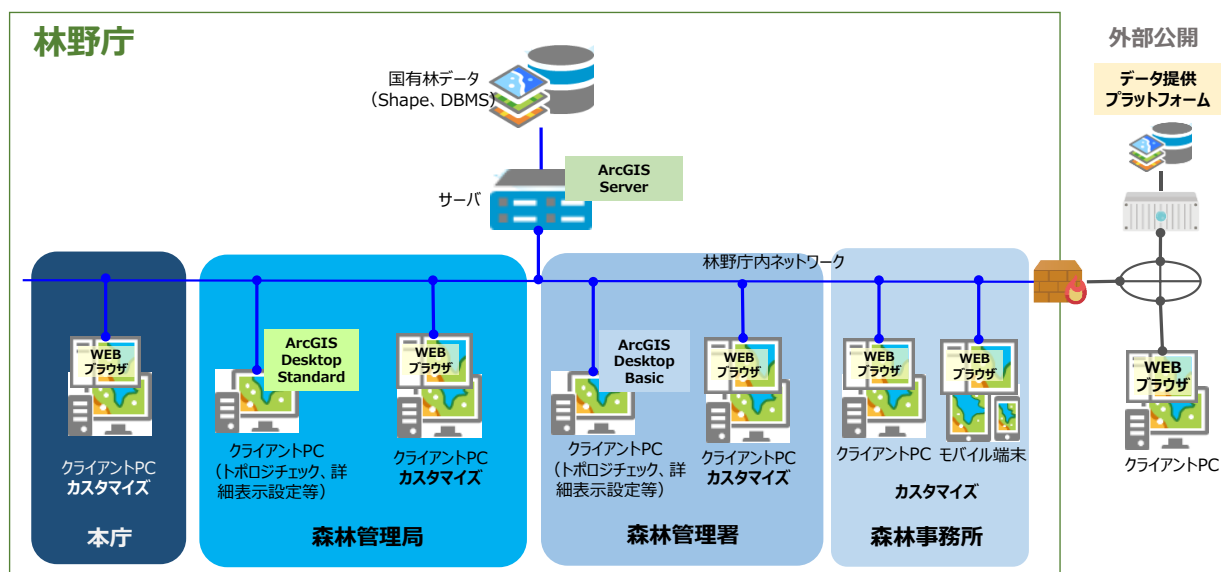 林野庁
外部公開
国有林データ
（Shape、DBMS）
データ提供
プラットフォーム
ArcGIS
Server
サーバ
林野庁内ネットワーク
WEB
ブラウザ
クライアントPC
カスタマイズ
本庁
ArcGIS
Desktop
Standard
クライアントPC
（トポロジチェック、詳
細表示設定等）
WEB
ブラウザ
クライアントPC
カスタマイズ
森林管理局
ArcGIS
Desktop
Basic
クライアントPC
（トポロジチェック、詳
細表示設定等）
WEB
ブラウザ
クライアントPC
カスタマイズ
森林管理署
WEB
ブラウザ
クライアントPC
WEB
ブラウザ
モバイル端末
カスタマイズ
森林事務所
WEB
ブラウザ
クライアントPC